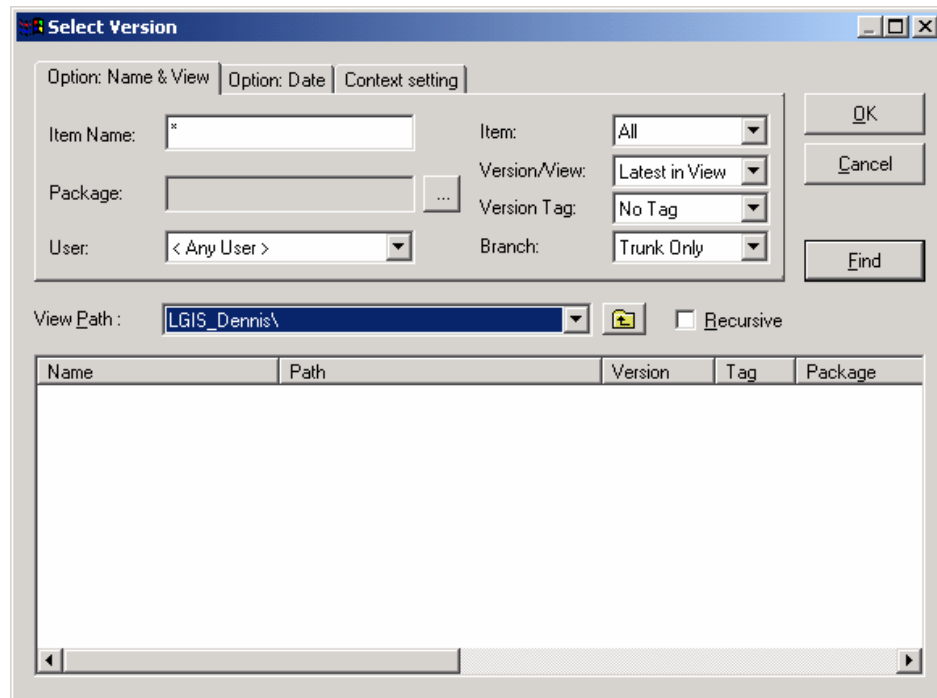 Select Version
Option: Name & View
Option: Date
Context setting
Item Name:
*
Package:
...
User:
< Any User >
Item:
All
Version/View:
Latest in View
Version Tag:
No Tag
Branch:
Trunk Only
OK
Cancel
Find
View Path :
LGIS_Dennis\
Recursive
Name Path Version Tag Package